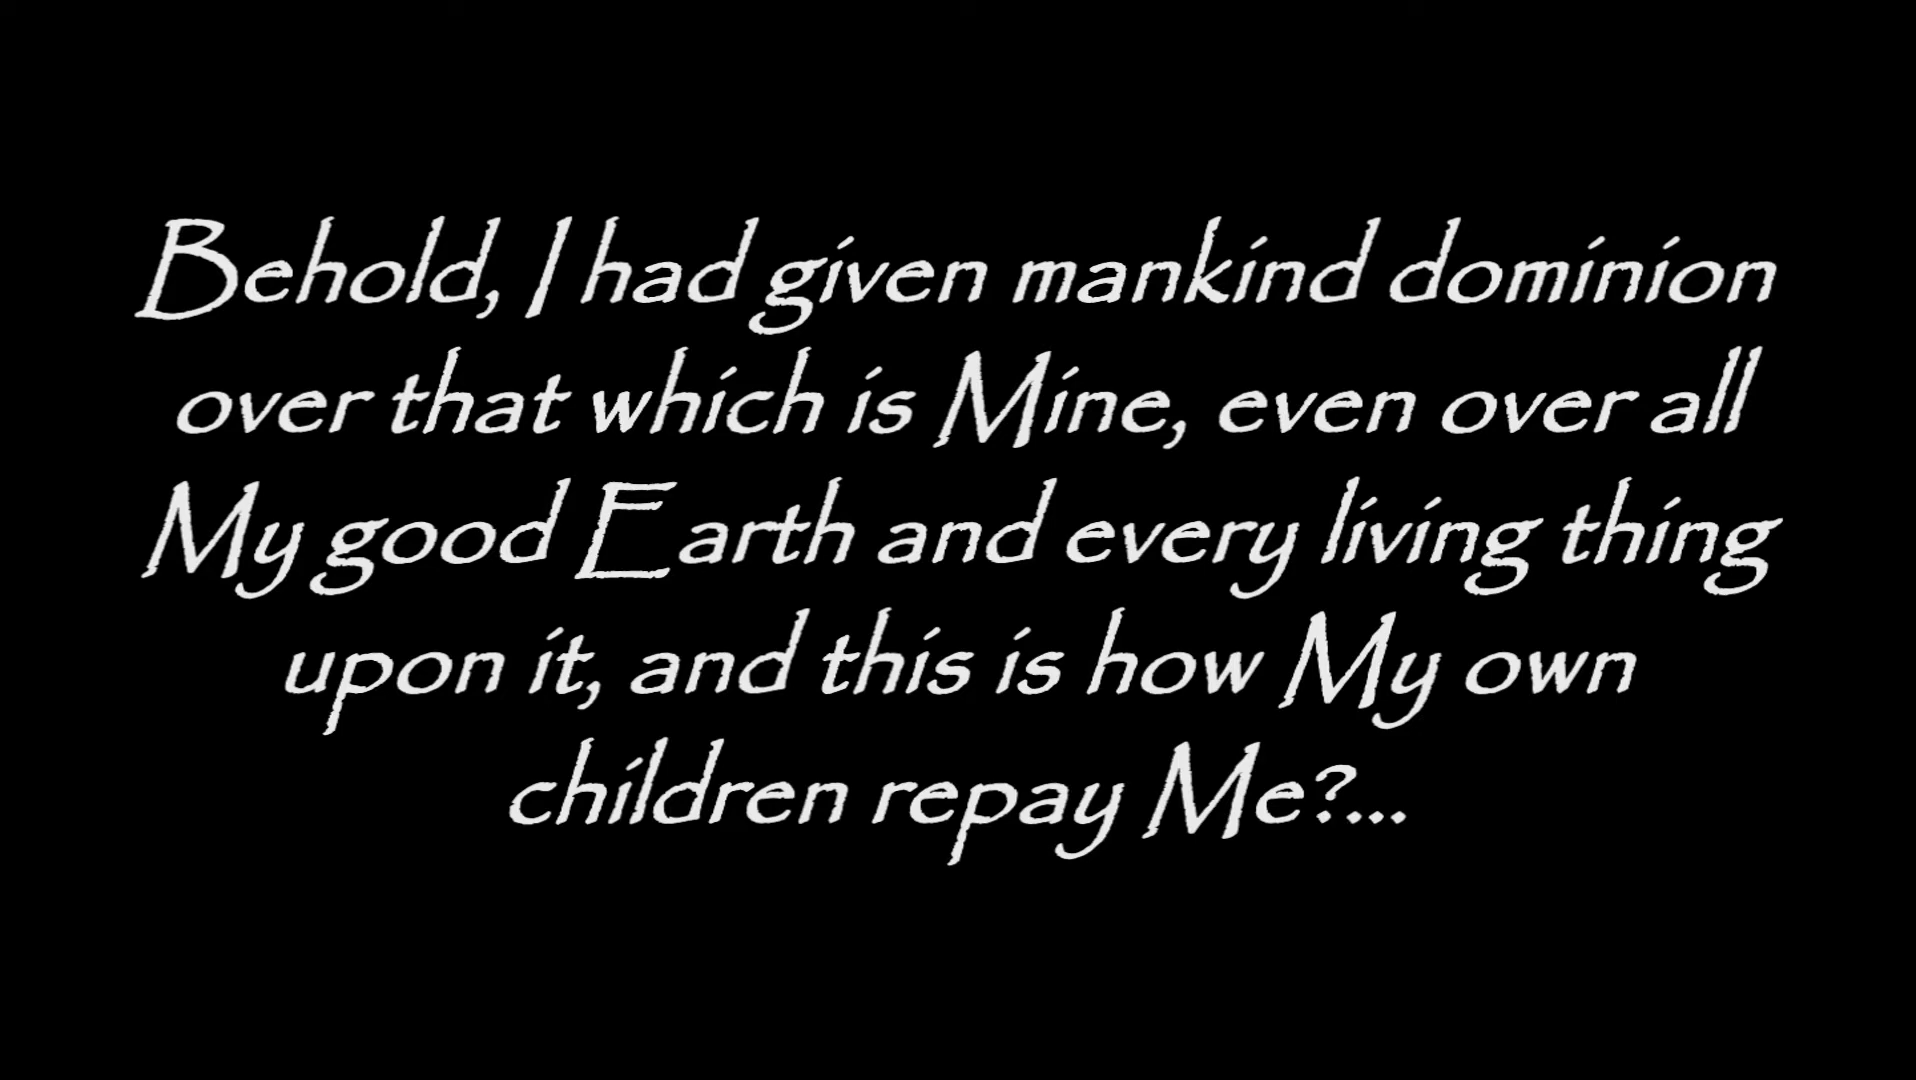 Behold, I had given mankind dominion
over that which is Mine, even over all
My good Earth and every living thing
upon it, and this is how My own
children repay Me?...